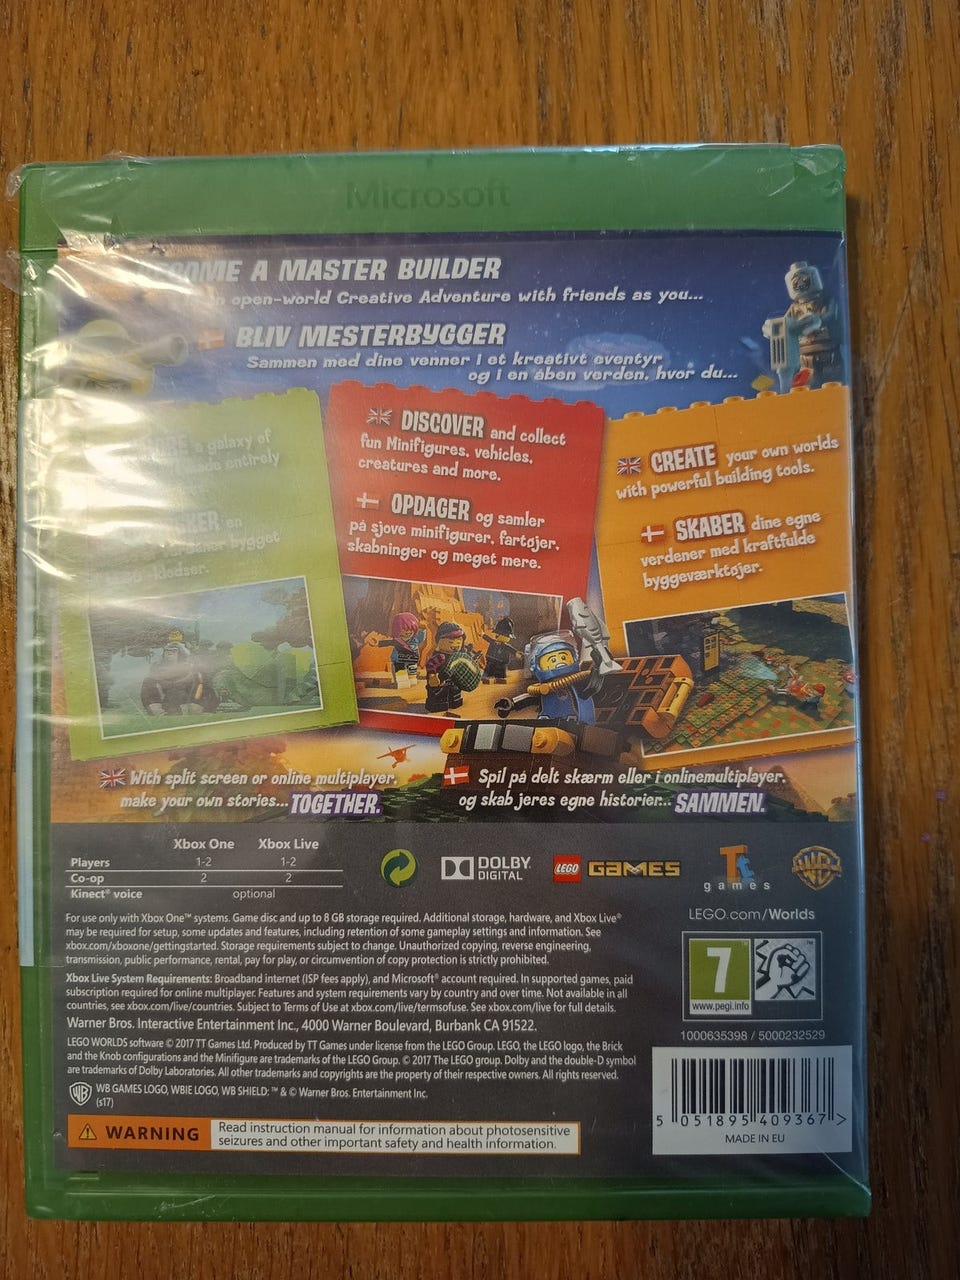 Microsoft
BECOME A MASTER BUILDER
open-world Creative Adventure with friends as you...
BLIV MESTERBYGGER
Sammen med dine venner i et kreativt eventyr
og i en åben verden, hvor du...
a galaxy of
made entirely
en
bygget
klodser.
DISCOVER and collect
fun Minifigures, vehicles,
creatures and more.
OPDAGER og samler
på sjove minifigurer, fartøjer,
skabninger og meget mere.
CREATE your own worlds
with powerful building tools.
SKABER dine egne
verdener med kraftfulde
byggeværktøjer.
With split screen or online multiplayer,
make your own stories... TOGETHER.
Spil på delt skærm eller i onlinemultiplayer,
og skab jeres egne historier... SAMMEN.
Xbox One Xbox Live
Players 1-2 1-2
Co-op 2 2
Kinect® voice optional
DOLBY
DIGITAL
LEGO GAMES
Tt
games
WB
LEGO.com/Worlds
For use only with Xbox One™ systems. Game disc and up to 8 GB storage required. Additional storage, hardware, and Xbox Live®
may be required for setup, some updates and features, including retention of some gameplay settings and information. See
xbox.com/xboxone/gettingstarted. Storage requirements subject to change. Unauthorized copying, reverse engineering,
transmission, public performance, rental, pay for play, or circumvention of copy protection is strictly prohibited.
Xbox Live System Requirements: Broadband internet (ISP fees apply), and Microsoft® account required. In supported games, paid
subscription required for online multiplayer. Features and system requirements vary by country and over time. Not available in all
countries, see xbox.com/live/countries. Subject to Terms of Use at xbox.com/live/termsofuse. See xbox.com/live for full details.
Warner Bros. Interactive Entertainment Inc., 4000 Warner Boulevard, Burbank CA 91522.
LEGO WORLDS software © 2017 TT Games Ltd. Produced by TT Games under license from the LEGO Group. LEGO, the LEGO logo, the Brick
and the Knob configurations and the Minifigure are trademarks of the LEGO Group. © 2017 The LEGO group. Dolby and the double-D symbol
are trademarks of Dolby Laboratories. All other trademarks and copyrights are the property of their respective owners. All rights reserved.
WB GAMES LOGO, WBIE LOGO, WB SHIELD: ™ & © Warner Bros. Entertainment Inc.
(s17)
7
www.pegi.info
1000635398 / 5000232529
5 051895 409367 >
MADE IN EU
WARNING
Read instruction manual for information about photosensitive
seizures and other important safety and health information.